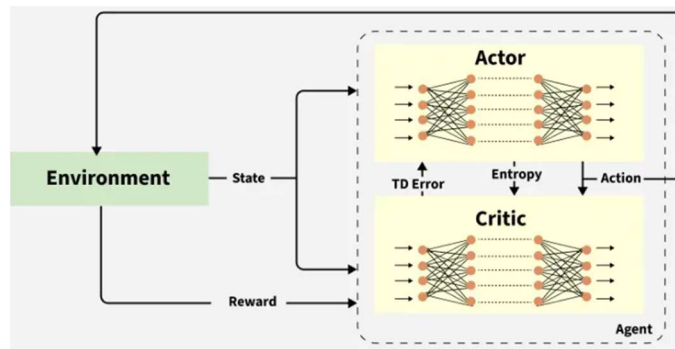 Actor
Environment
State
TD Error
Entropy
Action
Critic
Reward
Agent